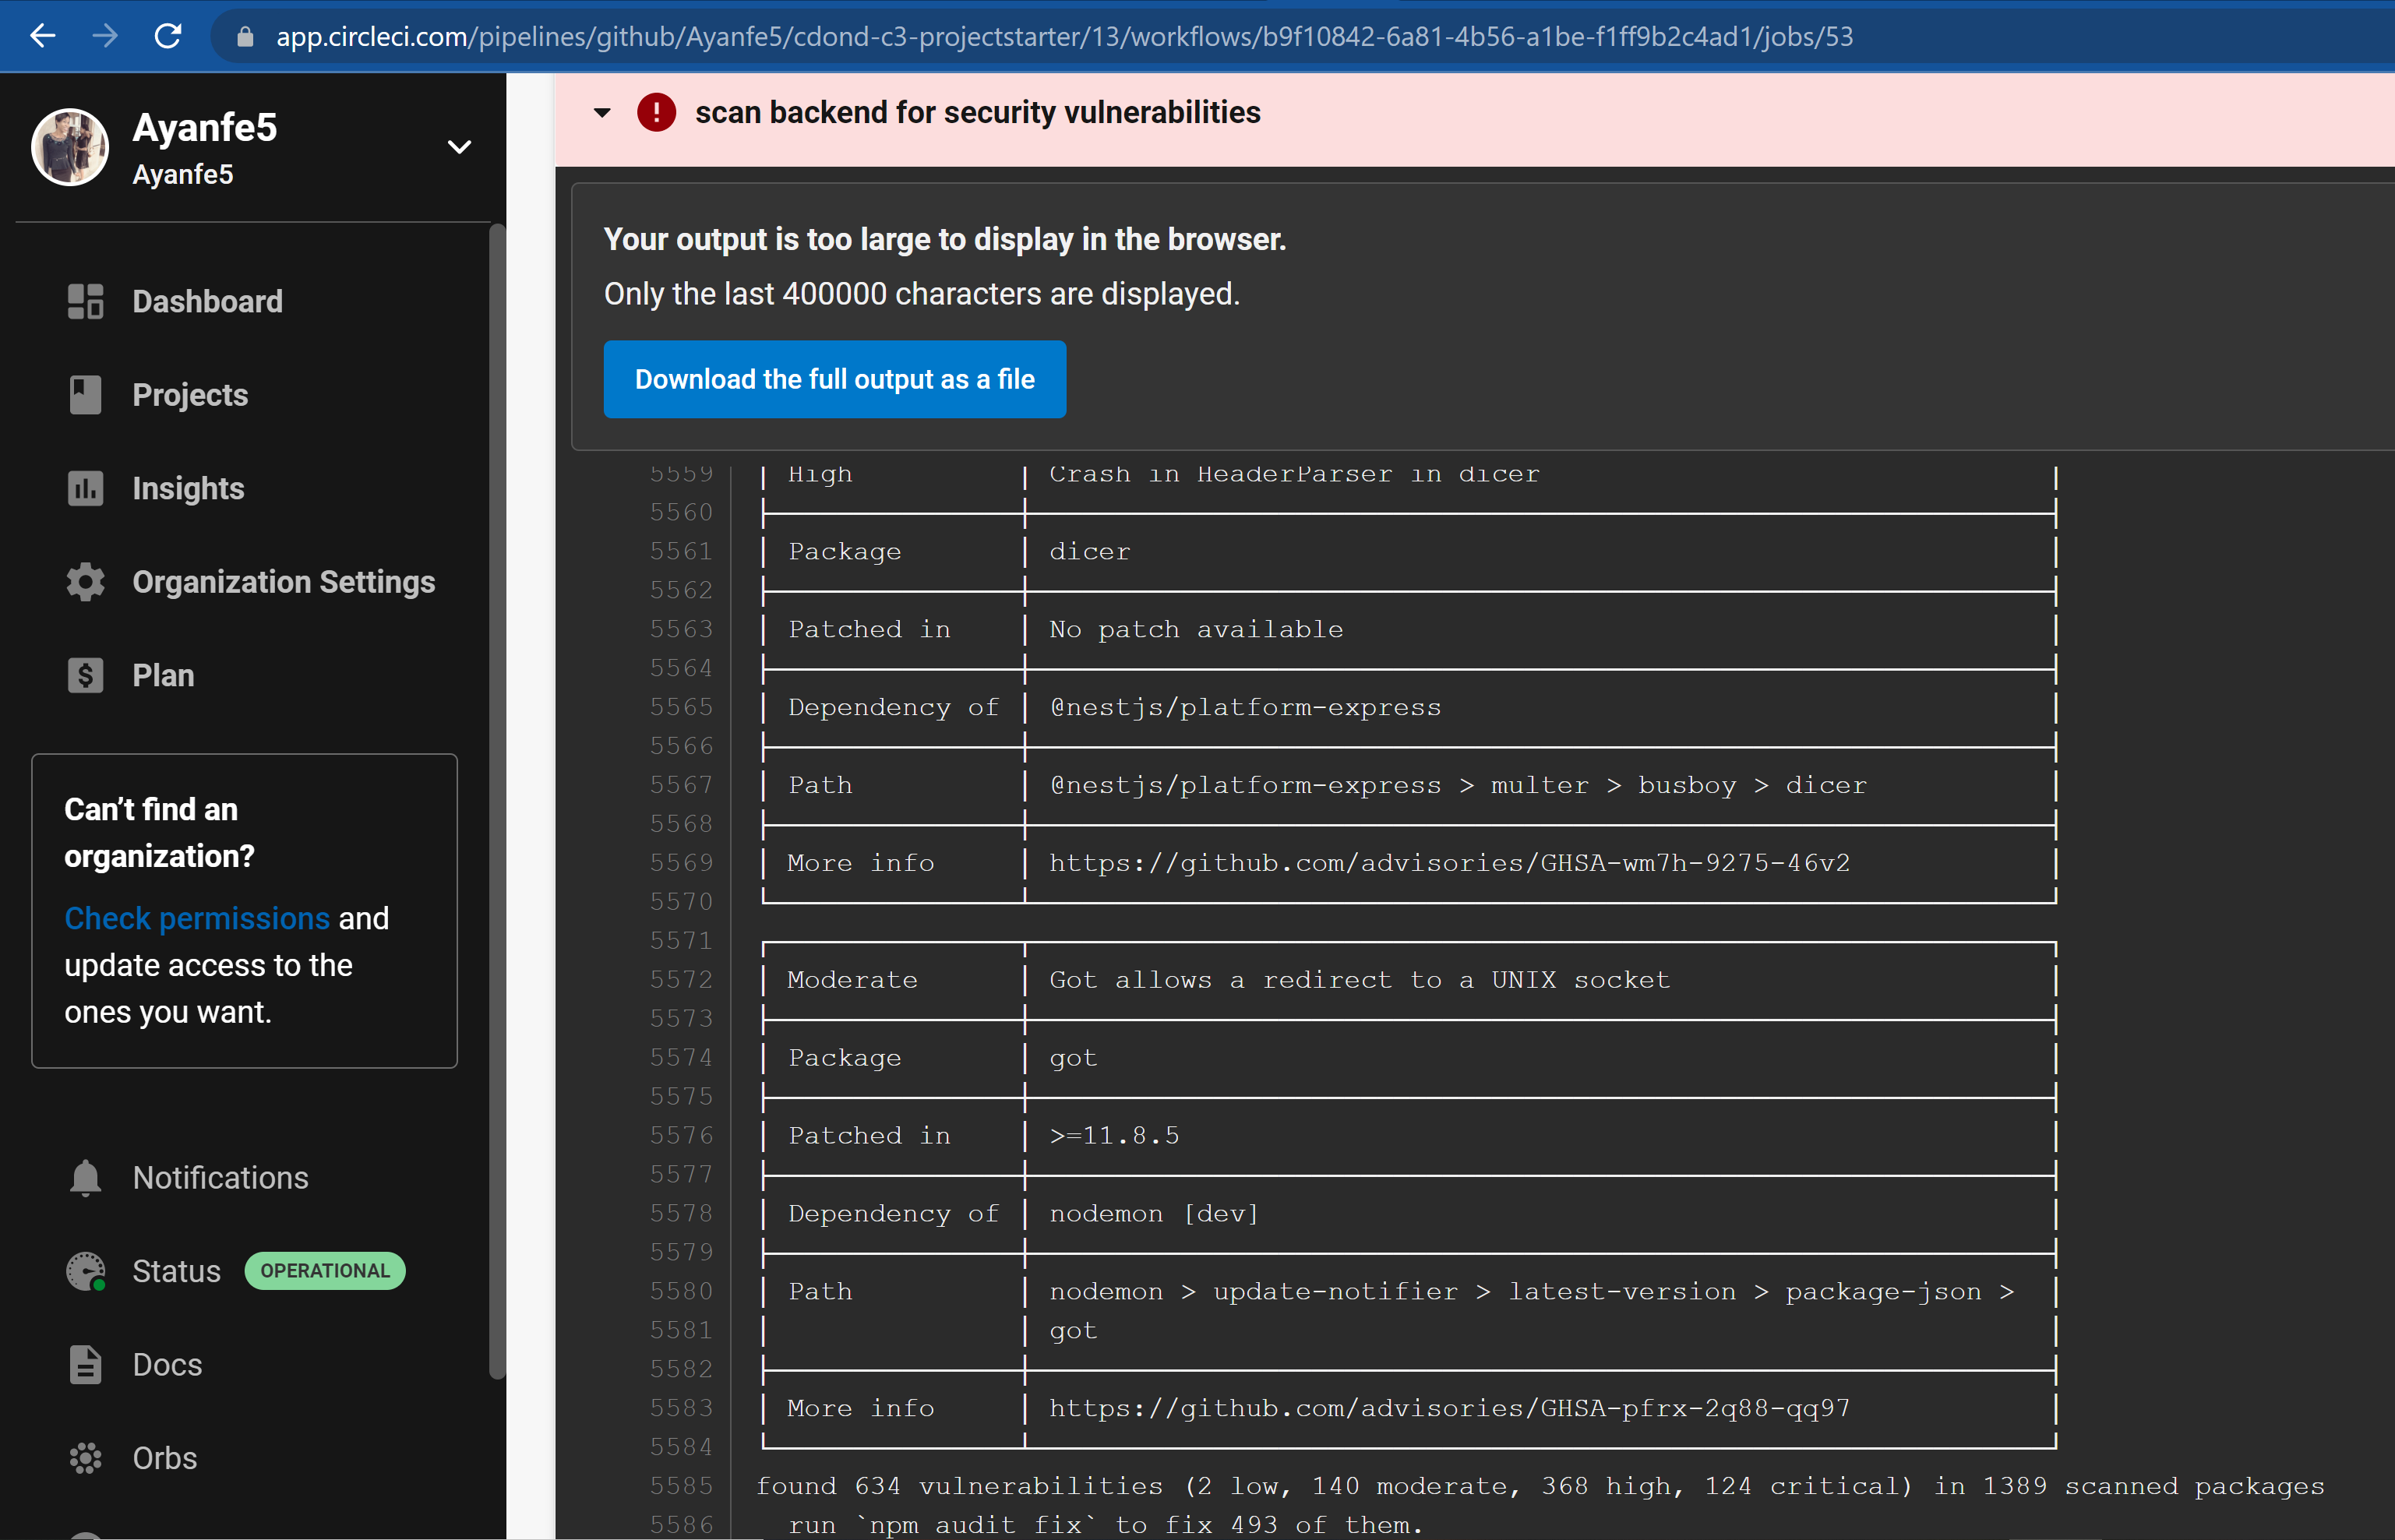 app.circleci.com/pipelines/github/Ayanfe5/cdond-c3-projectstarter/13/workflows/b9f10842-6a81-4b56-a1be-f1ff9b2c4ad1/jobs/53
Ayanfe5
Ayanfe5
Dashboard
Projects
Insights
Organization Settings
Plan
Can’t find an
organization?
Check permissions and
update access to the
ones you want.
Notifications
Status OPERATIONAL
Docs
Orbs
scan backend for security vulnerabilities
Your output is too large to display in the browser.
Only the last 400000 characters are displayed.
Download the full output as a file
5559 High Crash in HeaderParser in dicer
5560
5561 Package dicer
5562
5563 Patched in No patch available
5564
5565 Dependency of @nestjs/platform-express
5566
5567 Path @nestjs/platform-express > multer > busboy > dicer
5568
5569 More info https://github.com/advisories/GHSA-wm7h-9275-46v2
5570
5571
5572 Moderate Got allows a redirect to a UNIX socket
5573
5574 Package got
5575
5576 Patched in >=11.8.5
5577
5578 Dependency of nodemon [dev]
5579
5580 Path nodemon > update-notifier > latest-version > package-json >
5581 got
5582
5583 More info https://github.com/advisories/GHSA-pfrx-2q88-qq97
5584
5585 found 634 vulnerabilities (2 low, 140 moderate, 368 high, 124 critical) in 1389 scanned packages
5586 run `npm audit fix` to fix 493 of them.